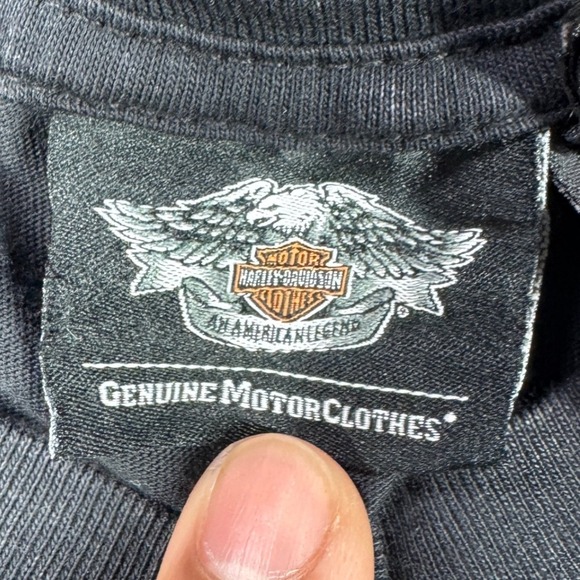 MOTOR
HARLEY-DAVIDSON
CLOTHES
AN AMERICAN LEGEND
®
GENUINE MOTORCLOTHES®